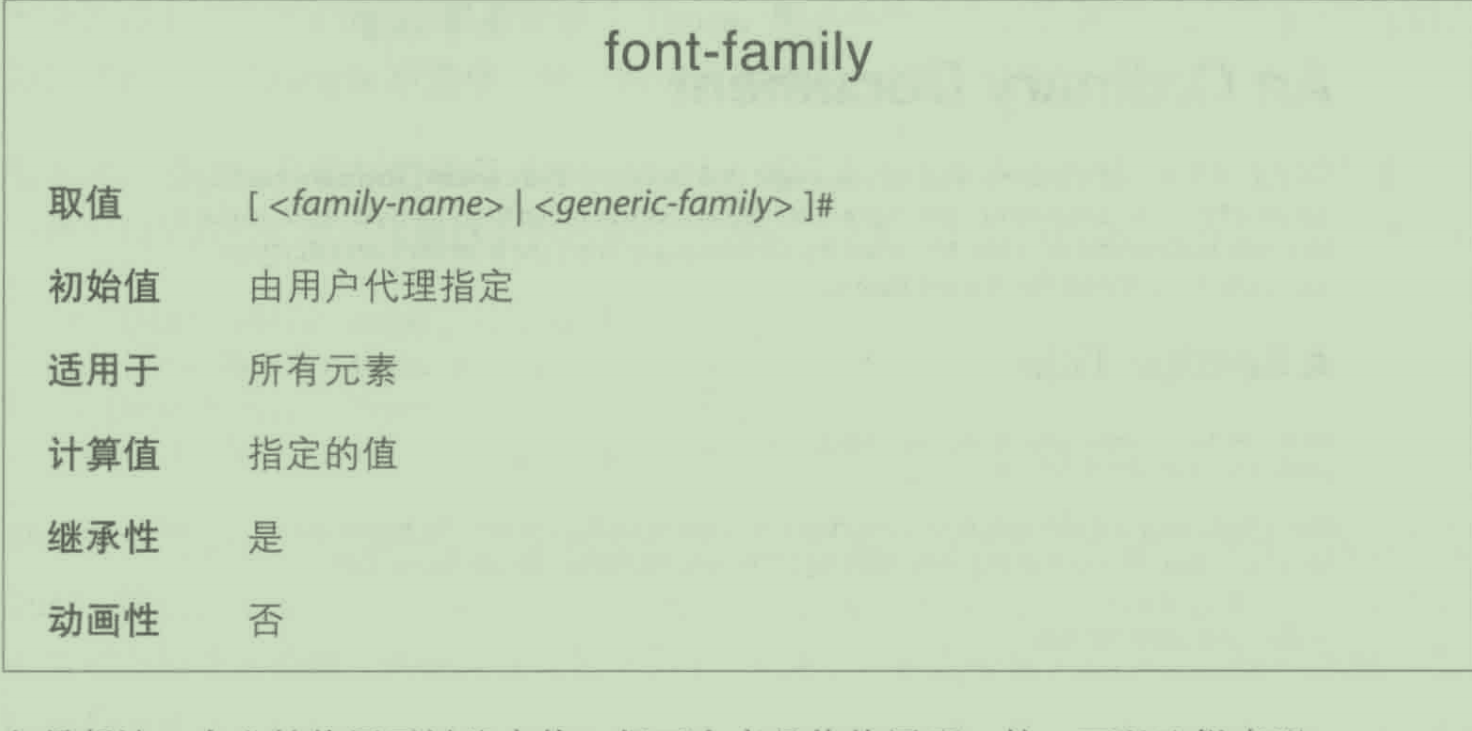 font-family
取值 [ <family-name> | <generic-family> ]#
初始值 由用户代理指定
适用于 所有元素
计算值 指定的值
继承性 是
动画性 否